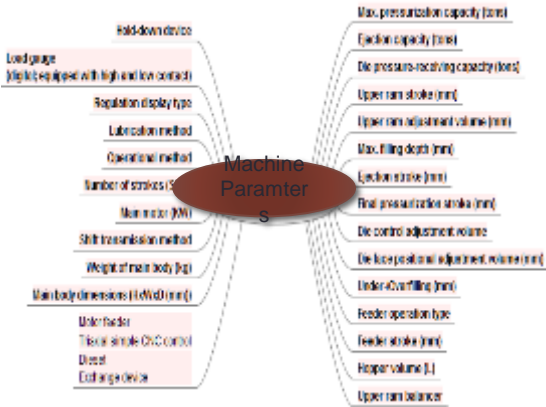 Hold-down device
Load gauge
(digital; equipped with high and low contact)
Regulation display type
Lubrication method
Operational method
Number of strokes
Main motor (KW)
Shift transmission method
Weight of main body (kg)
Main body dimensions (HxWxD (mm))
Motor feeder
Triaxial simple CNC control
Dieset
Exchange device
Machine
Paramter
s
Max. pressurization capacity (tons)
Ejection capacity (tons)
Die pressure-receiving capacity (tons)
Upper ram stroke (mm)
Upper ram adjustment volume (mm)
Max. filling depth (mm)
Ejection stroke (mm)
Final pressurization stroke (mm)
Die control adjustment volume
Die face positional adjustment volume (mm)
Under-/Overfilling (mm)
Feeder operation type
Feeder stroke (mm)
Hopper volume (L)
Upper ram balancer